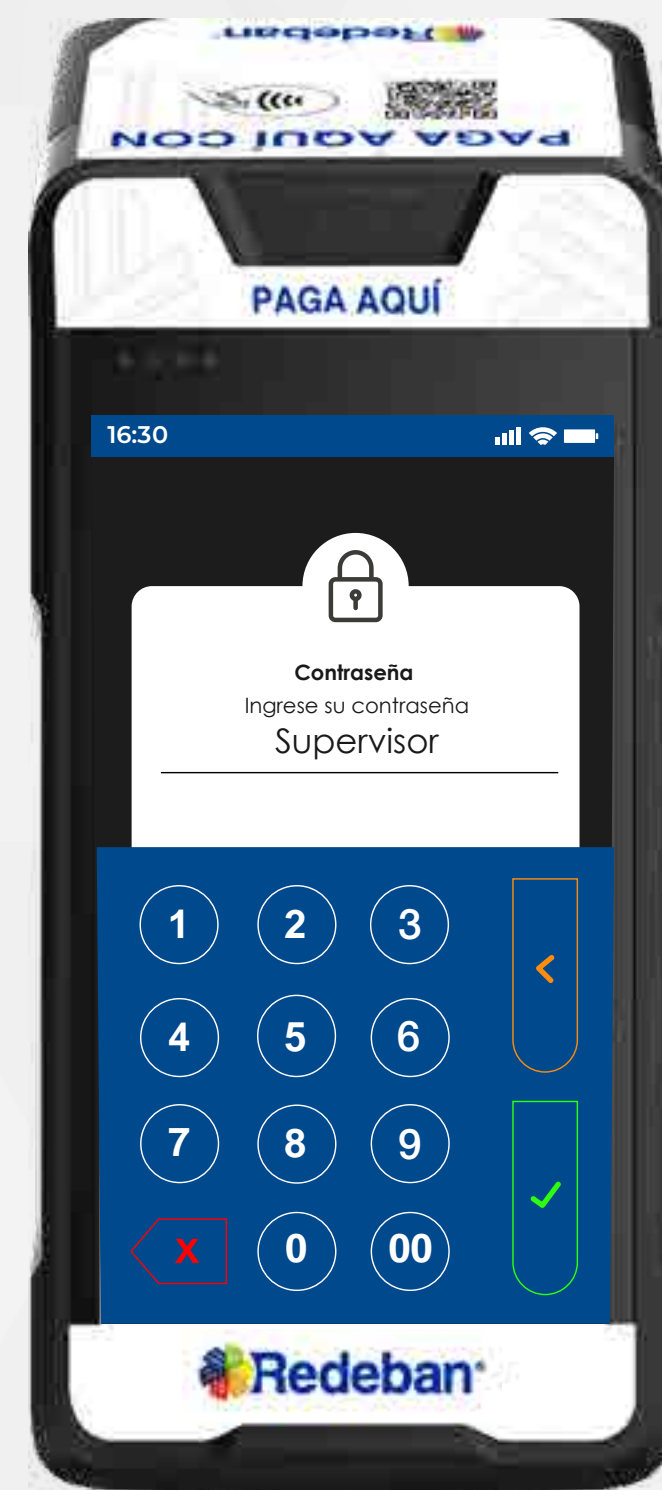 Redeban
PAGA AQUÍ CON
PAGA AQUÍ
16:30
Contraseña
Ingrese su contraseña
Supervisor
1 2 3
<
4 5 6
7 8 9
X 0 00
Redeban